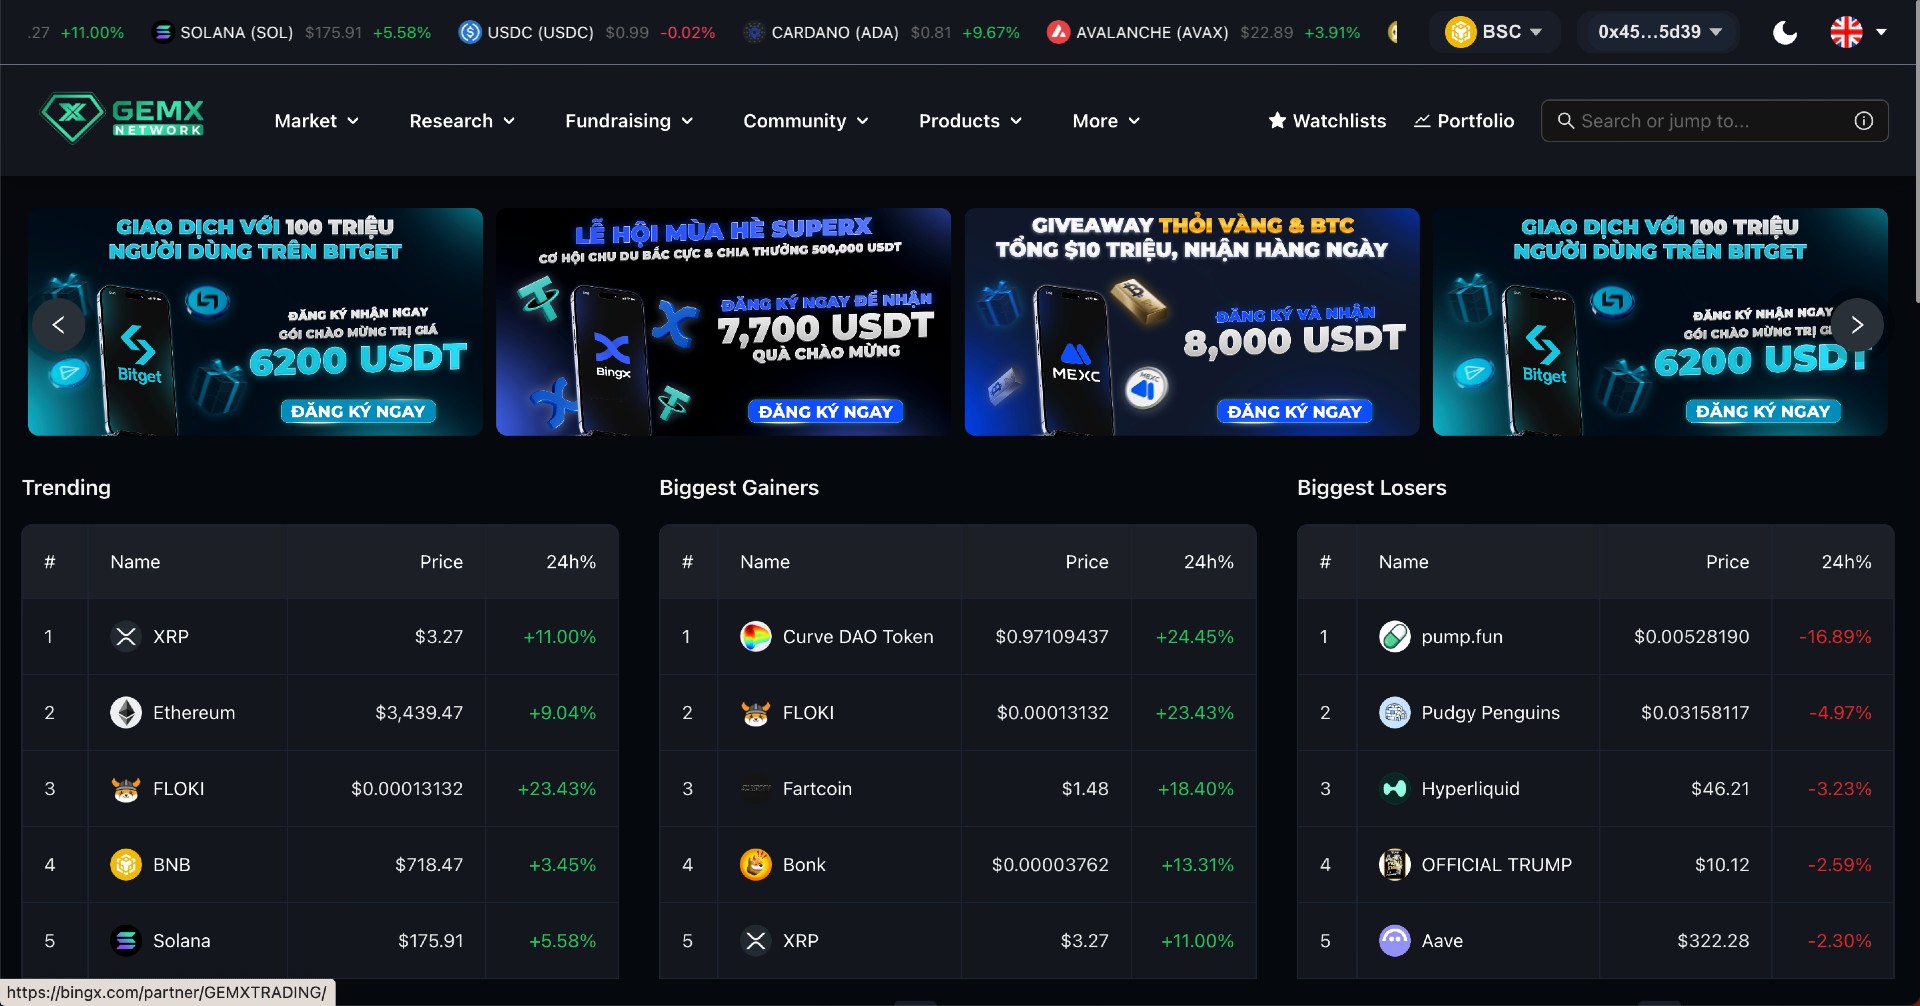 .27 +11.00% SOLANA (SOL) $175.91 +5.58% USDC (USDC) $0.99 -0.02% CARDANO (ADA) $0.81 +9.67% AVALANCHE (AVAX) $22.89 +3.91% BSC 0x45...5d39
GEMX
NETWORK
Market Research Fundraising Community Products More Watchlists Portfolio Search or jump to...
GIAO DỊCH VỚI 100 TRIỆU
NGƯỜI DÙNG TRÊN BITGET
ĐĂNG KÝ NHẬN NGAY
GÓI CHÀO MỪNG TRỊ GIÁ
6200 USDT
Bitget
ĐĂNG KÝ NGAY
LỄ HỘI MÙA HÈ SUPERX
CƠ HỘI CHU DU BẮC CỰC & CHIA THƯỞNG 500,000 USDT
ĐĂNG KÝ NGAY ĐỂ NHẬN
7,700 USDT
QUÀ CHÀO MỪNG
Bingx
ĐĂNG KÝ NGAY
GIVEAWAY THỎI VÀNG & BTC
TỔNG $10 TRIỆU, NHẬN HÀNG NGÀY
ĐĂNG KÝ VÀ NHẬN
8,000 USDT
MEXC
MEXC
ĐĂNG KÝ NGAY
GIAO DỊCH VỚI 100 TRIỆU
NGƯỜI DÙNG TRÊN BITGET
ĐĂNG KÝ NHẬN NGAY
GÓI CHÀO MỪNG TRỊ
6200 USDT
Bitget
ĐĂNG KÝ NGAY
Trending
# Name Price 24h%
1 XRP $3.27 +11.00%
2 Ethereum $3,439.47 +9.04%
3 FLOKI $0.00013132 +23.43%
4 BNB $718.47 +3.45%
5 Solana $175.91 +5.58%
Biggest Gainers
# Name Price 24h%
1 Curve DAO Token $0.97109437 +24.45%
2 FLOKI $0.00013132 +23.43%
3 Fartcoin $1.48 +18.40%
4 Bonk $0.00003762 +13.31%
5 XRP $3.27 +11.00%
Biggest Losers
# Name Price 24h%
1 pump.fun $0.00528190 -16.89%
2 Pudgy Penguins $0.03158117 -4.97%
3 Hyperliquid $46.21 -3.23%
4 OFFICIAL TRUMP $10.12 -2.59%
5 Aave $322.28 -2.30%
https://bingx.com/partner/GEMXTRADING/